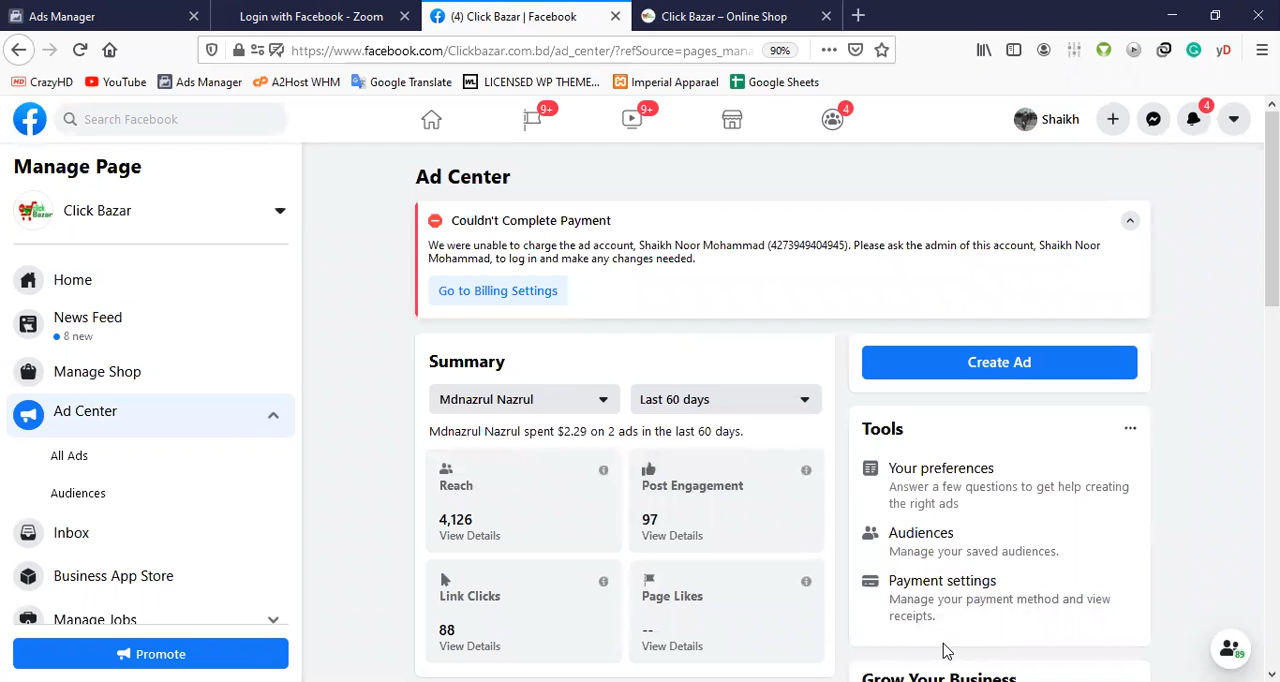 Ads Manager
Login with Facebook - Zoom
(4) Click Bazar | Facebook
Click Bazar – Online Shop
https://www.facebook.com/Clickbazar.com.bd/ad_center/?refSource=pages_mana
90%
CrazyHD
YouTube
Ads Manager
A2Host WHM
Google Translate
LICENSED WP THEME...
Imperial Apparael
Google Sheets
yD
Search Facebook
9+
9+
4
Shaikh
4
Manage Page
Click Bazar
Home
News Feed
8 new
Manage Shop
Ad Center
All Ads
Audiences
Inbox
Business App Store
Manage Jobs
Promote
Ad Center
Couldn't Complete Payment
We were unable to charge the ad account, Shaikh Noor Mohammad (4273949404945). Please ask the admin of this account, Shaikh Noor
Mohammad, to log in and make any changes needed.
Go to Billing Settings
Summary
Mdnazrul Nazrul
Last 60 days
Mdnazrul Nazrul spent $2.29 on 2 ads in the last 60 days.
Reach
4,126
View Details
Post Engagement
97
View Details
Link Clicks
88
View Details
Page Likes
--
View Details
Create Ad
Tools
Your preferences
Answer a few questions to get help creating
the right ads
Audiences
Manage your saved audiences.
Payment settings
Manage your payment method and view
receipts.
Grow Your Business
89